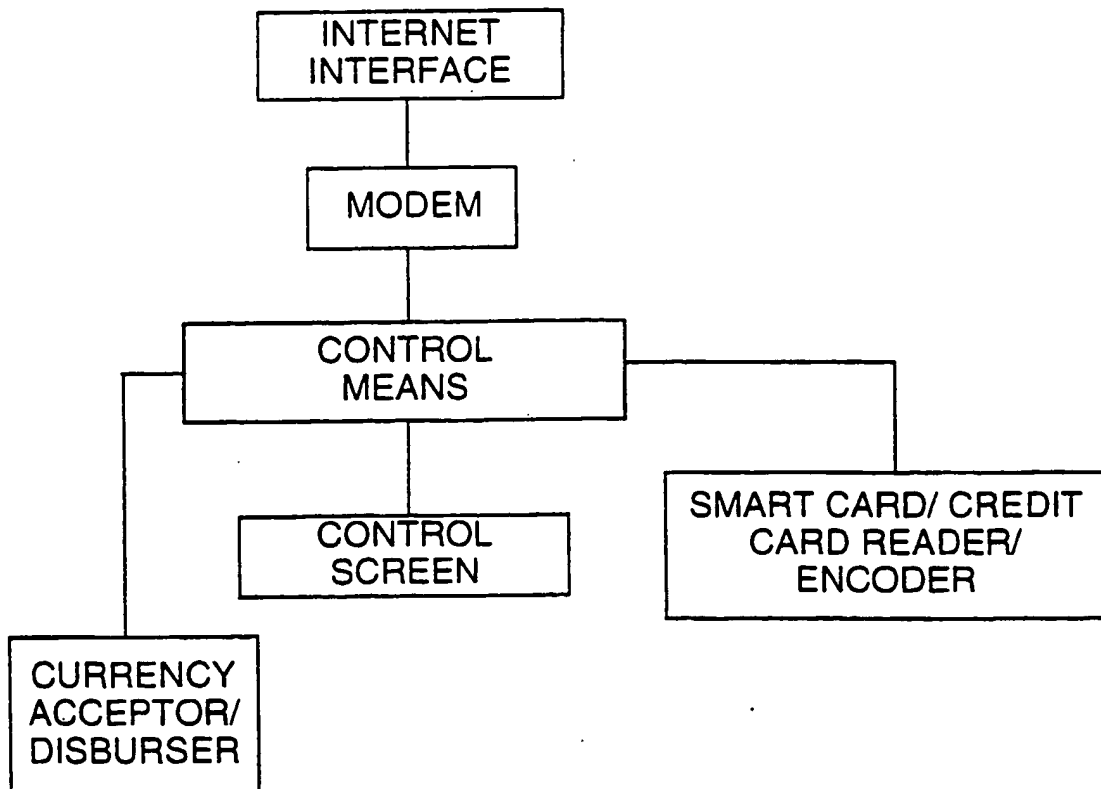 INTERNET
INTERFACE
MODEM
CONTROL
MEANS
CONTROL
SCREEN
SMART CARD/ CREDIT
CARD READER/
ENCODER
CURRENCY
ACCEPTOR/
DISBURSER